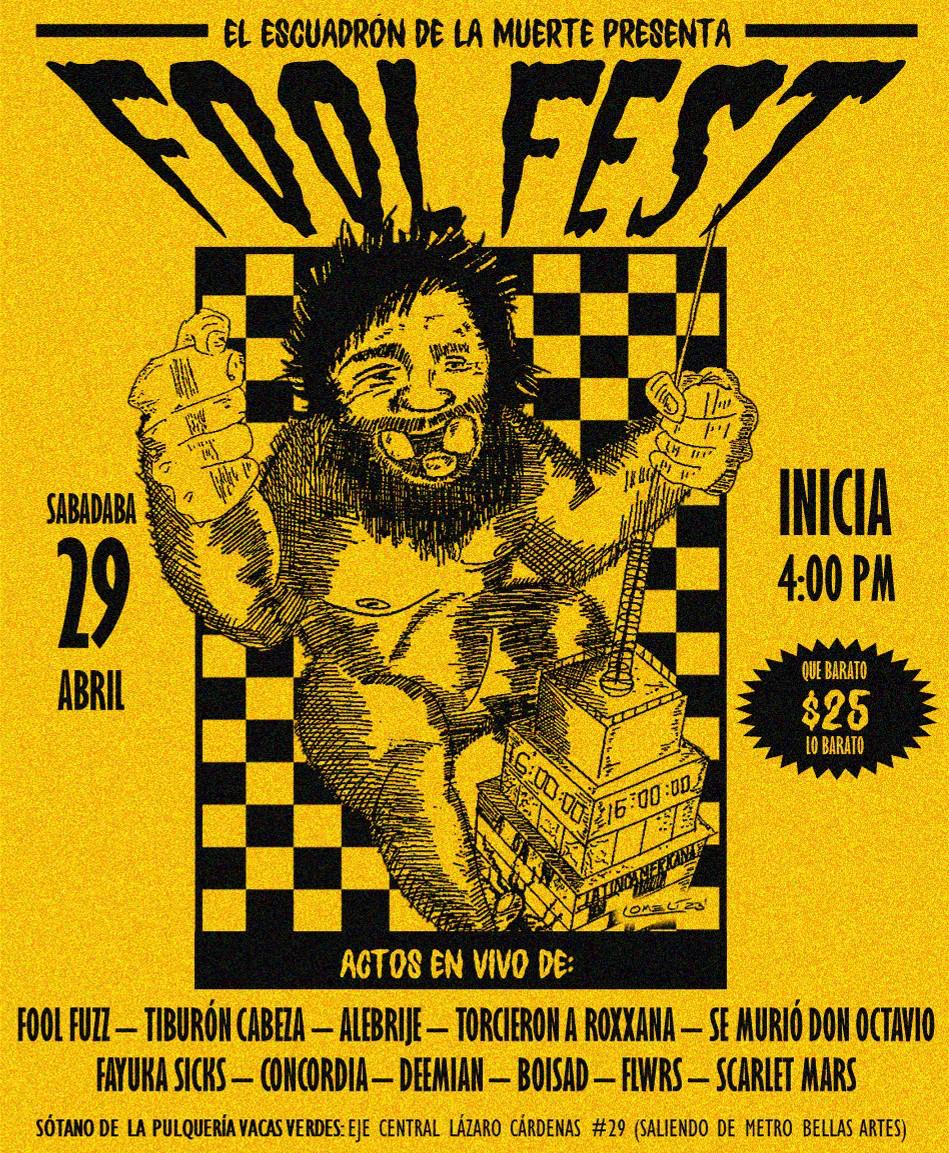 EL ESCUADRÓN DE LA MUERTE PRESENTA
FOOL FEST
SABADABA
29
ABRIL
INICIA
4:00 PM
QUE BARATO
$25
LO BARATO
16:00:00
LATINOAMERICANA
ACTOS EN VIVO DE:
FOOL FUZZ – TIBURÓN CABEZA – ALEBRIJE – TORCIERON A ROXXANA – SE MURIÓ DON OCTAVIO
FAYUKA SICKS – CONCORDIA – DEEMIAN – BOISAD – FLWRS – SCARLET MARS
SÓTANO DE LA PULQUERÍA VACAS VERDES: EJE CENTRAL LÁZARO CÁRDENAS #29 (SALIENDO DE METRO BELLAS ARTES)